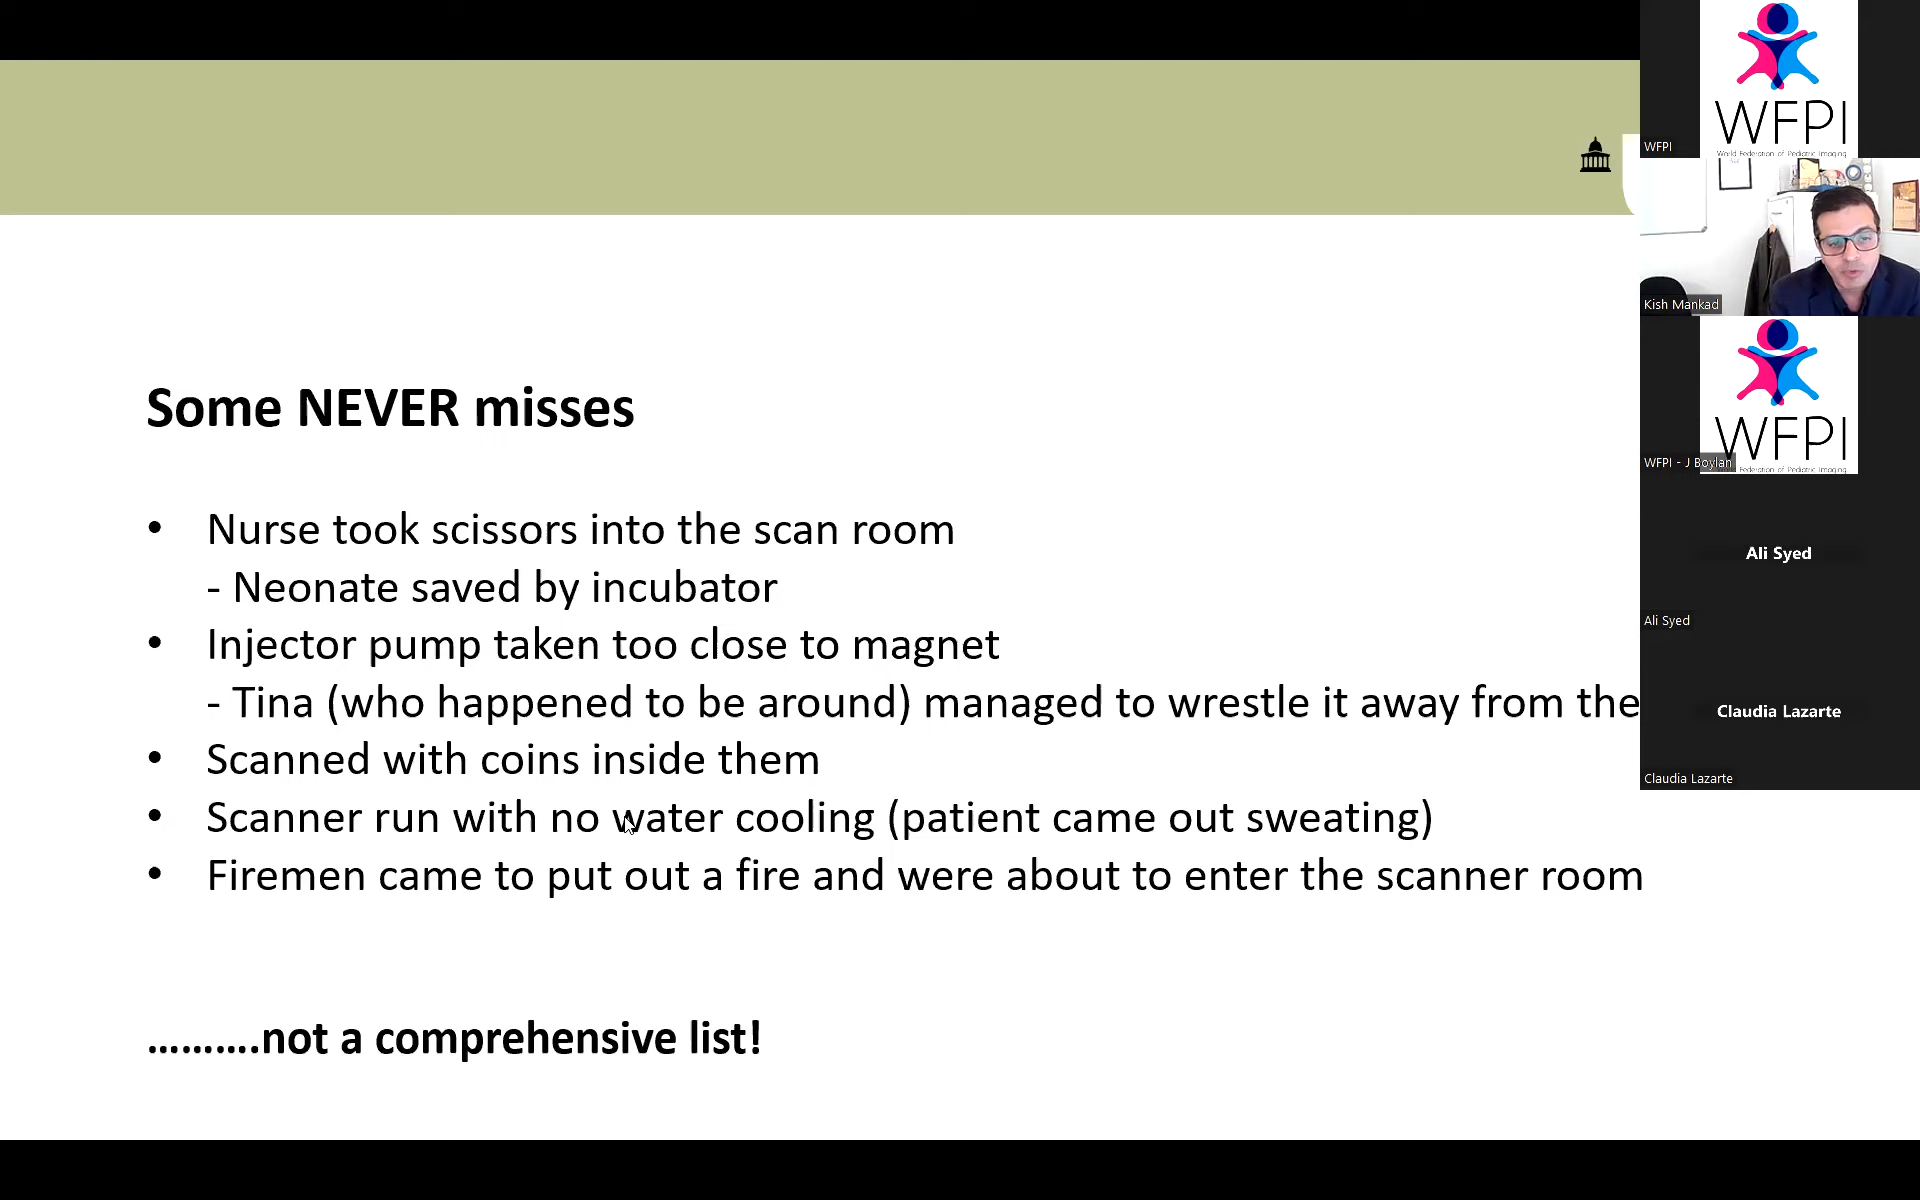 Some NEVER misses
• Nurse took scissors into the scan room
- Neonate saved by incubator
• Injector pump taken too close to magnet
- Tina (who happened to be around) managed to wrestle it away from the
• Scanned with coins inside them
• Scanner run with no water cooling (patient came out sweating)
• Firemen came to put out a fire and were about to enter the scanner room
..........not a comprehensive list!
WFPI
World Federation of Pediatric Imaging
WFPI
Kish Mankad
WFPI
WFPI - J Boylan
Federation of Pediatric Imaging
Ali Syed
Ali Syed
Claudia Lazarte
Claudia Lazarte